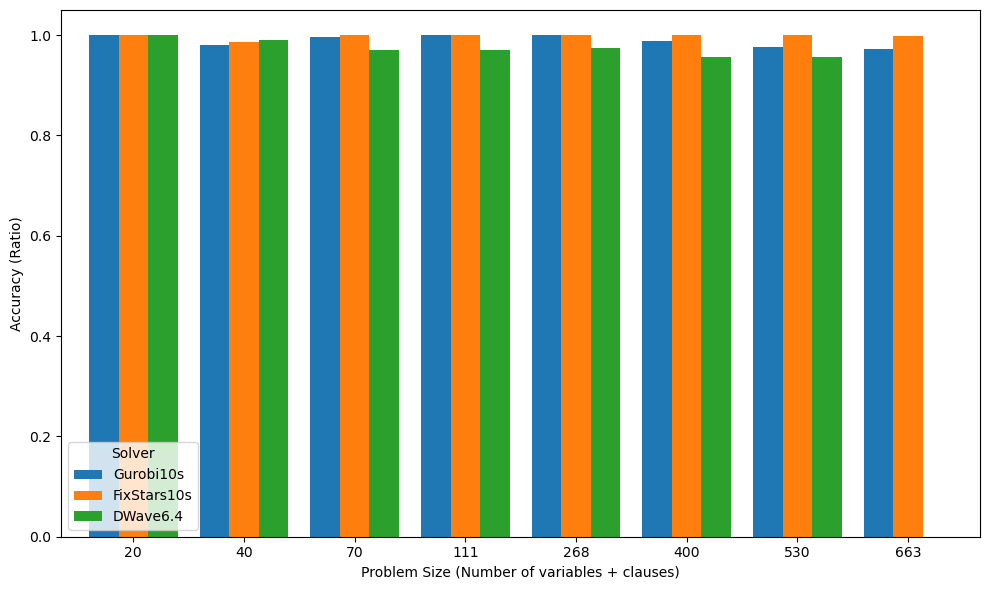 1.0
0.8
0.6
0.4
0.2
0.0
Accuracy (Ratio)
Solver
Gurobi10s
FixStars10s
DWave6.4
20 40 70 111 268 400 530 663
Problem Size (Number of variables + clauses)